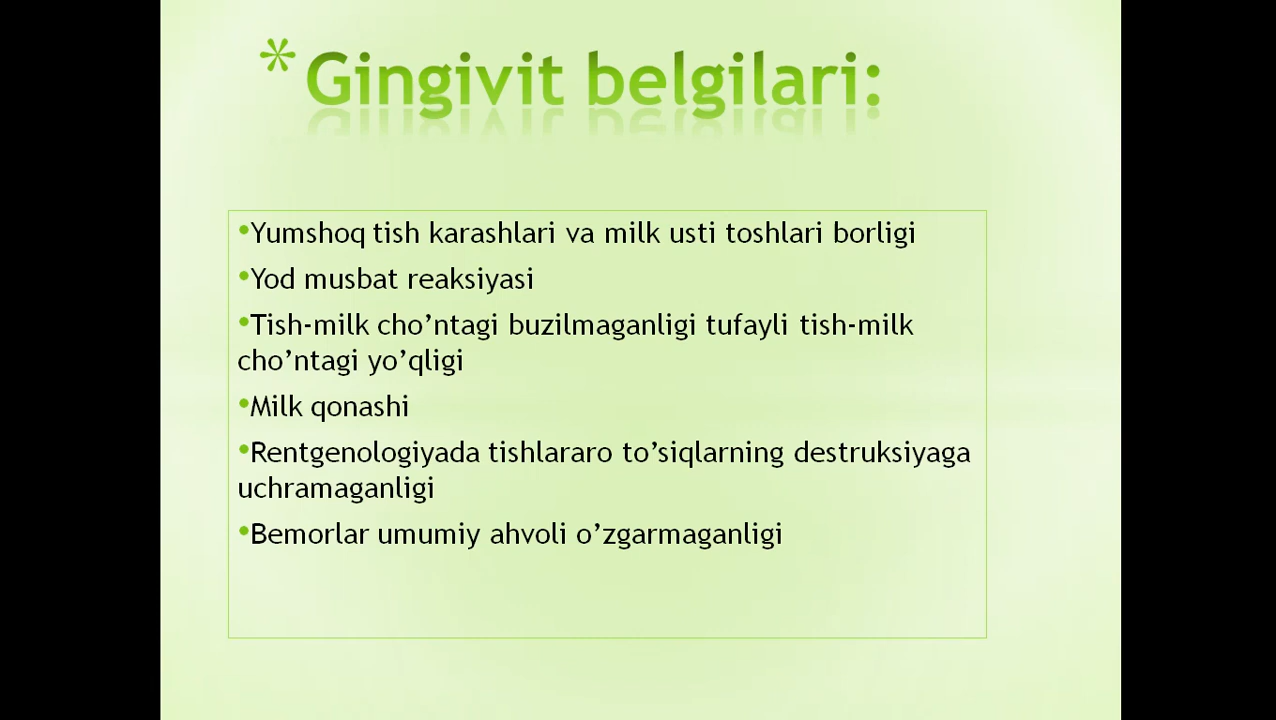 * Gingivit belgilari:
•Yumshoq tish karashlari va milk usti toshlari borligi
•Yod musbat reaksiyasi
•Tish-milk cho’ntagi buzilmaganligi tufayli tish-milk
cho’ntagi yo’qligi
•Milk qonashi
•Rentgenologiyada tishlararo to’siqlarning destruksiyaga
uchramaganligi
•Bemorlar umumiy ahvoli o’zgarmaganligi